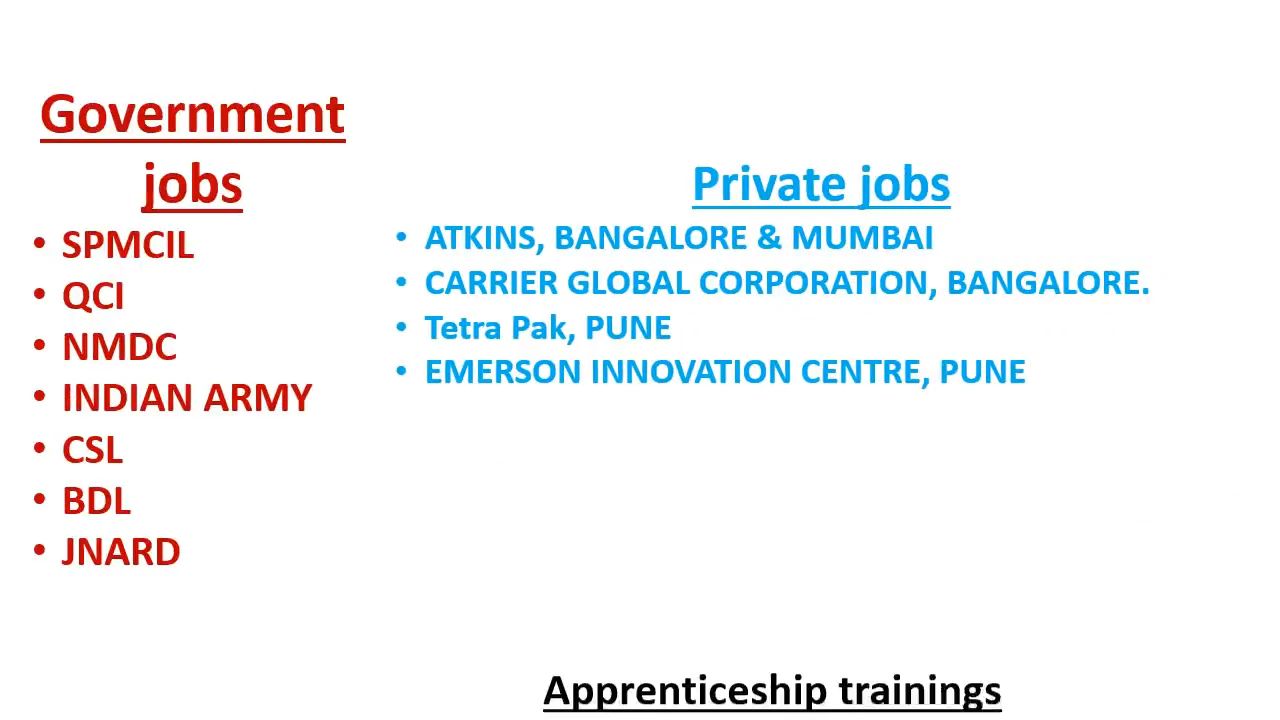 Government
jobs
• SPMCIL
• QCI
• NMDC
• INDIAN ARMY
• CSL
• BDL
• JNARD
Private jobs
• ATKINS, BANGALORE & MUMBAI
• CARRIER GLOBAL CORPORATION, BANGALORE.
• Tetra Pak, PUNE
• EMERSON INNOVATION CENTRE, PUNE
Apprenticeship trainings